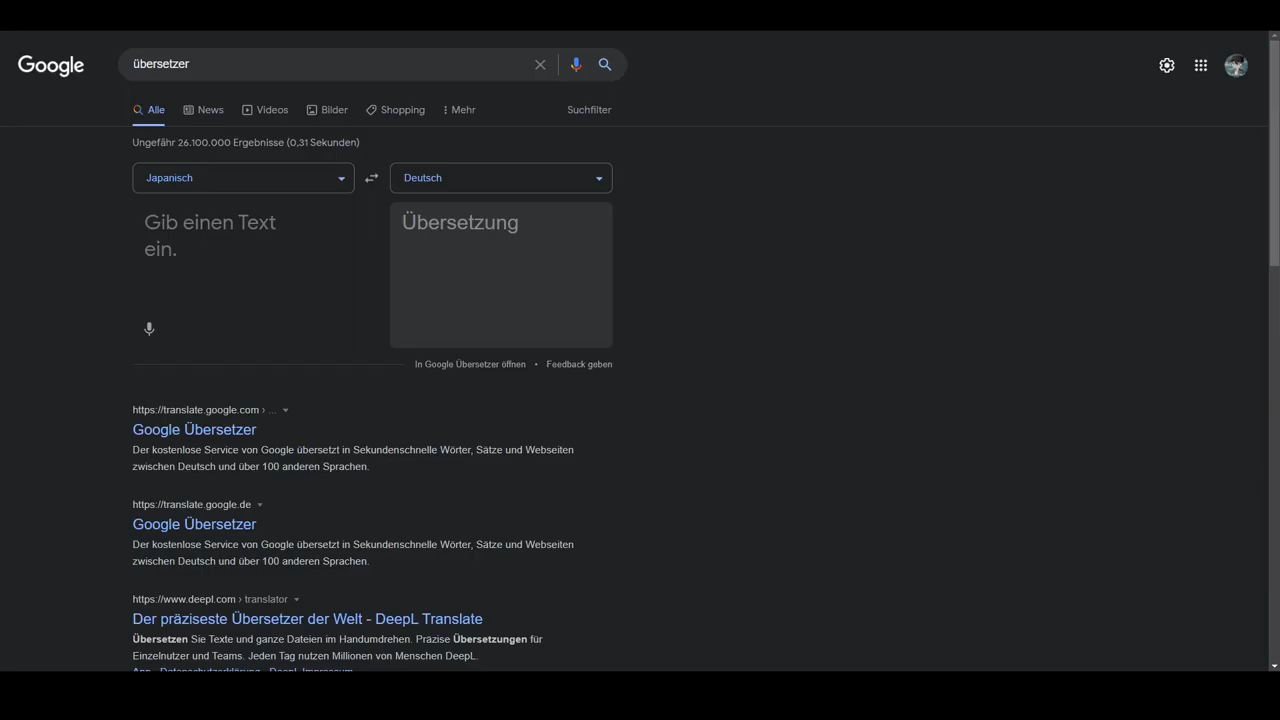 Google
übersetzer
Alle News Videos Bilder Shopping Mehr Suchfilter
Ungefähr 26.100.000 Ergebnisse (0,31 Sekunden)
Japanisch Deutsch
Gib einen Text
ein.
Übersetzung
In Google Übersetzer öffnen • Feedback geben
https://translate.google.com › ...
Google Übersetzer
Der kostenlose Service von Google übersetzt in Sekundenschnelle Wörter, Sätze und Webseiten
zwischen Deutsch und über 100 anderen Sprachen.
https://translate.google.de
Google Übersetzer
Der kostenlose Service von Google übersetzt in Sekundenschnelle Wörter, Sätze und Webseiten
zwischen Deutsch und über 100 anderen Sprachen.
https://www.deepl.com › translator
Der präziseste Übersetzer der Welt - DeepL Translate
Übersetzen Sie Texte und ganze Dateien im Handumdrehen. Präzise Übersetzungen für
Einzelnutzer und Teams. Jeden Tag nutzen Millionen von Menschen DeepL.
App · Datenschutzerklärung · DeepL Impressum